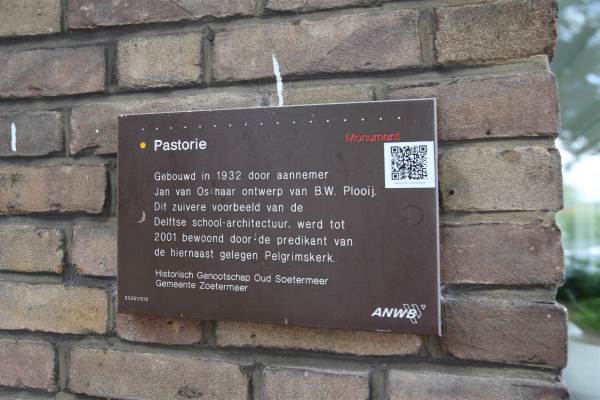 Pastorie
Monument
Gebouwd in 1932 door aannemer
Jan van Os naar ontwerp van B.W. Plooij.
Dit zuivere voorbeeld van de
Delftse school-architectuur, werd tot
2001 bewoond door de predikant van
de hiernaast gelegen Pelgrimskerk.
Historisch Genootschap Oud Soetermeer
Gemeente Zoetermeer
ANWB